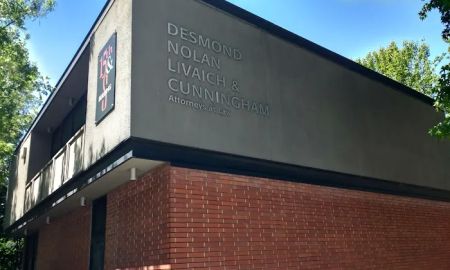 DESMOND
NOLAN
LIVAICH &
CUNNINGHAM
Attorneys at Law